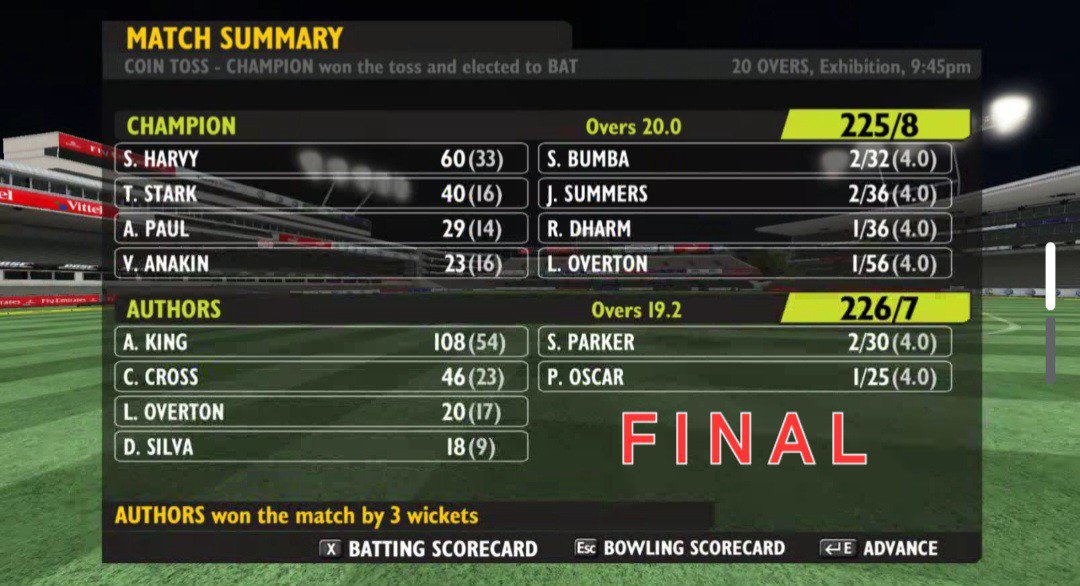 MATCH SUMMARY
COIN TOSS - CHAMPION won the toss and elected to BAT 20 OVERS, Exhibition, 9:45pm
CHAMPION Overs 20.0 225/8
S. HARVY 60(33) S. BUMBA 2/32(4.0)
T. STARK 40(16) J. SUMMERS 2/36(4.0)
A. PAUL 29(14) R. DHARM 1/36(4.0)
V. ANAKIN 23(16) L. OVERTON 1/56(4.0)
AUTHORS Overs 19.2 226/7
A. KING 108(54) S. PARKER 2/30(4.0)
C. CROSS 46(23) P. OSCAR 1/25(4.0)
L. OVERTON 20(17)
D. SILVA 18(9)
FINAL
AUTHORS won the match by 3 wickets
X BATTING SCORECARD Esc BOWLING SCORECARD E ADVANCE
Vittel
Fly Emirates